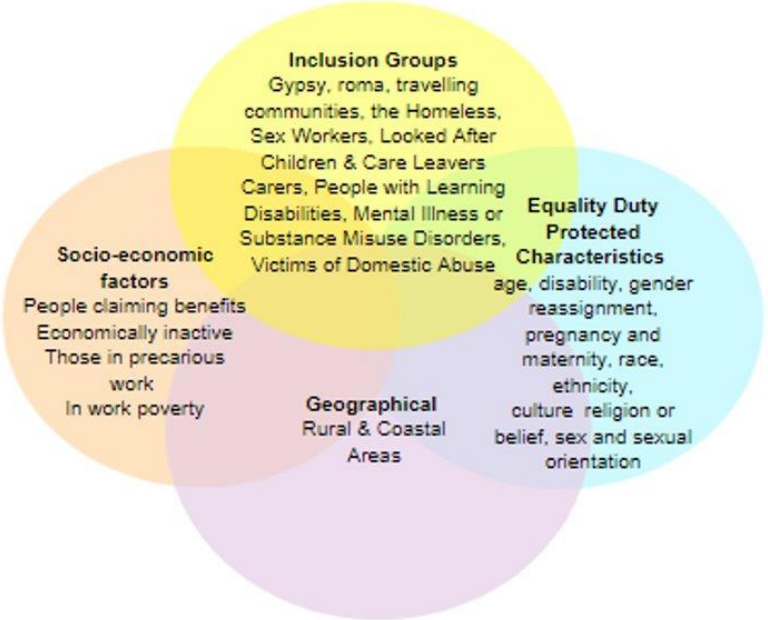 Inclusion Groups
Gypsy, roma, travelling
communities, the Homeless,
Sex Workers, Looked After
Children & Care Leavers
Carers, People with Learning
Disabilities, Mental Illness or
Substance Misuse Disorders,
Victims of Domestic Abuse
Socio-economic
factors
People claiming benefits
Economically inactive
Those in precarious
work
In work poverty
Equality Duty
Protected
Characteristics
age, disability, gender
reassignment,
pregnancy and
maternity, race,
ethnicity,
culture religion or
belief, sex and sexual
orientation
Geographical
Rural & Coastal
Areas